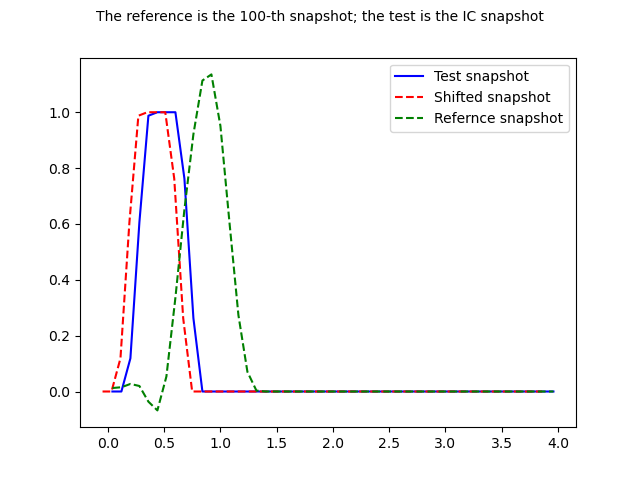 The reference is the 100-th snapshot; the test is the IC snapshot
Test snapshot
Shifted snapshot
Refernce snapshot
1.0
0.8
0.6
0.4
0.2
0.0
0.0 0.5 1.0 1.5 2.0 2.5 3.0 3.5 4.0